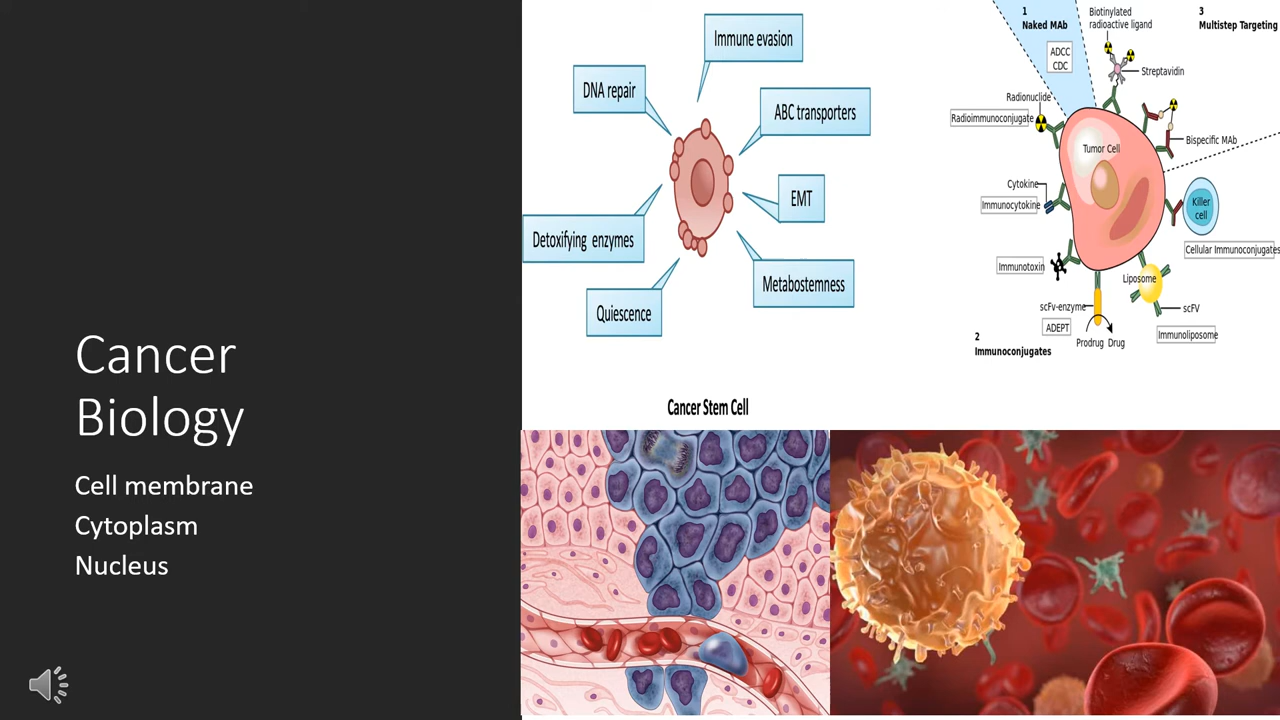 Cancer
Biology
Cell membrane
Cytoplasm
Nucleus
Immune evasion
DNA repair
ABC transporters
EMT
Detoxifying enzymes
Metabostemness
Quiescence
Cancer Stem Cell
1
Naked MAb
ADCC
CDC
Biotinylated
radioactive ligand
3
Multistep Targeting
Streptavidin
Radionuclide
Radioimmunoconjugate
Tumor Cell
Bispecific MAb
Cytokine
Immunocytokine
Killer
cell
Cellular Immunoconjugates
Immunotoxin
Liposome
scFv-enzyme
scFV
ADEPT
Immunoliposome
Prodrug Drug
2
Immunoconjugates